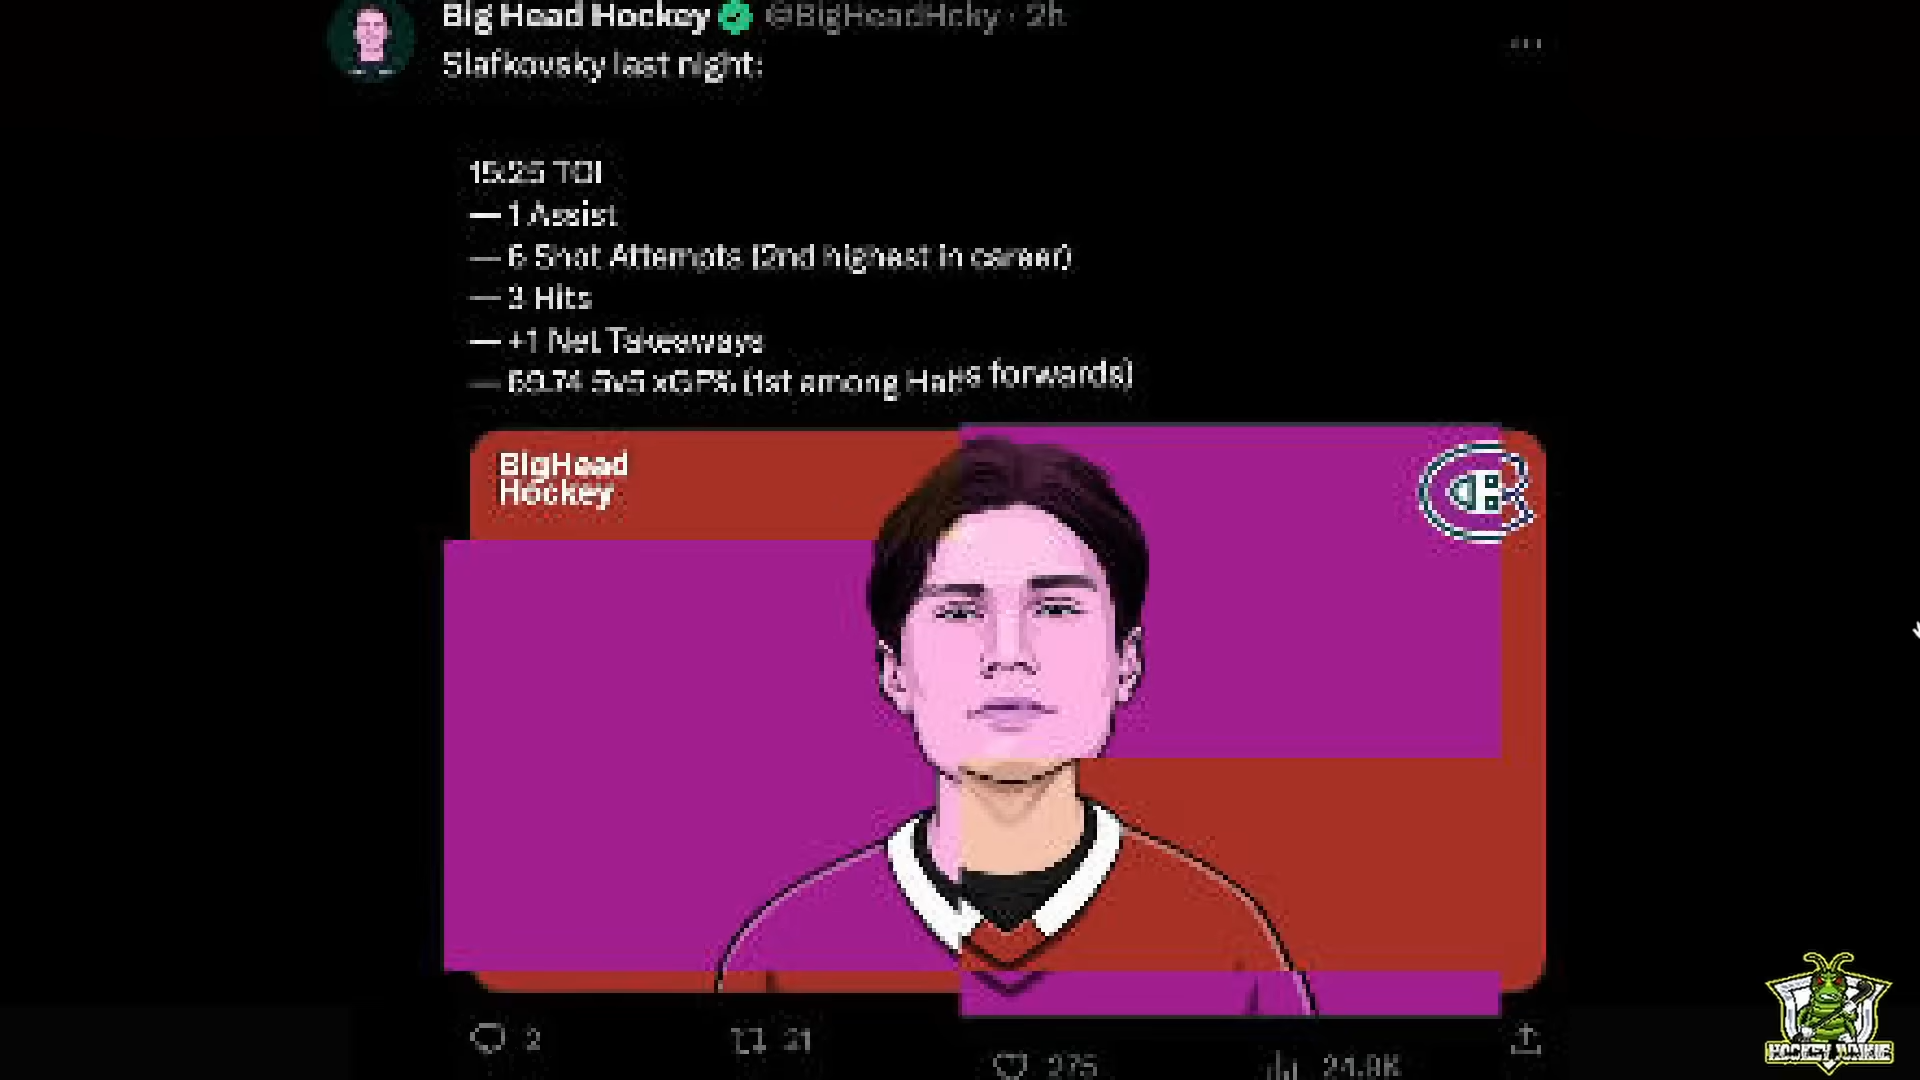 Big Head Hockey @BigHeadHcky · 2h
Slafkovsky last night:
15:25 TOI
— 1 Assist
— 6 Shot Attempts (2nd highest in career)
— 3 Hits
— +1 Net Takeaways
— 69.74 5v5 xGF% (1st among Habs forwards)
BigHead
Hockey
2 21 275 24.9K
HOCKEY JUNKIE